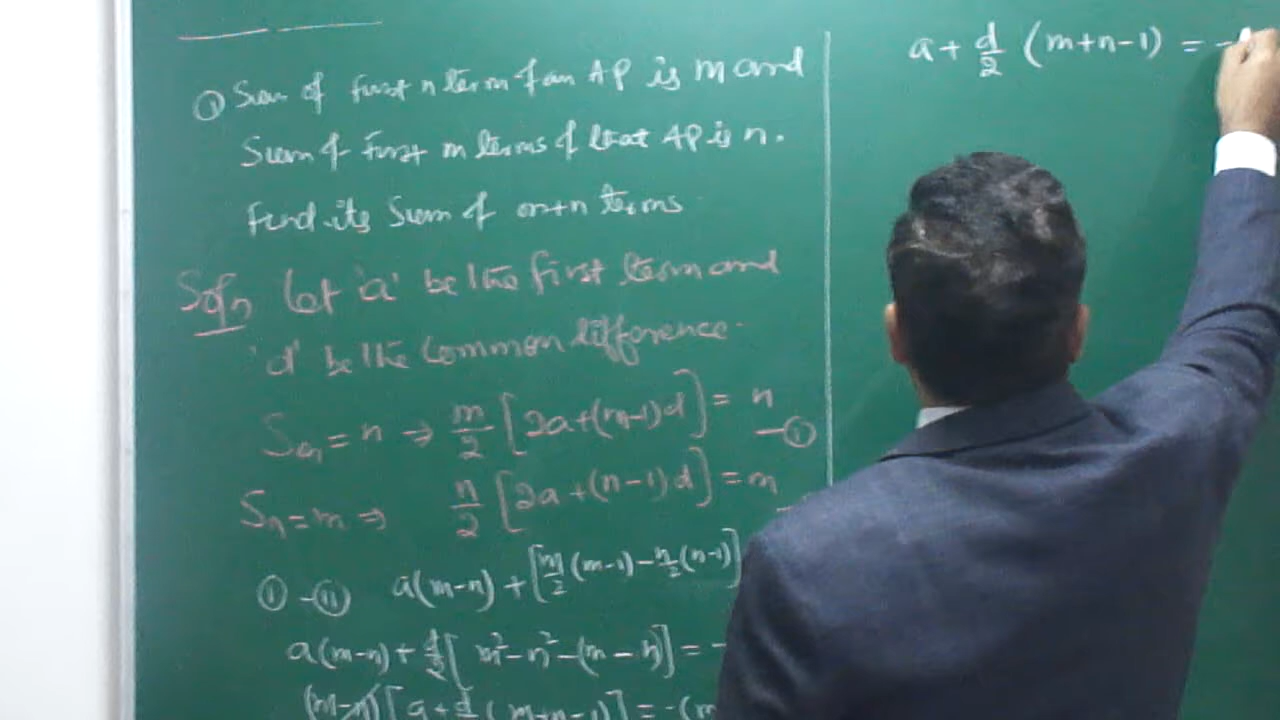 ① Sum of first n term of an AP is m and
Sum of first m terms of that AP is n.
Find its Sum of m+n terms
Soln Let 'a' be the first term and
'd' be the Common difference.
Sm = n ⇒ m/2 [2a+(m-1)d] = n —①
Sn = m ⇒ n/2 [2a+(n-1)d] = m
① - ⑪ a(m-n) + [m/2(m-1) - n/2(n-1)]
a(m-n) + d/2[m²-n²-(m-n)] = -
(m-n)[a+d/2(m+n-1)] = -(m
a + d/2 (m+n-1) = -